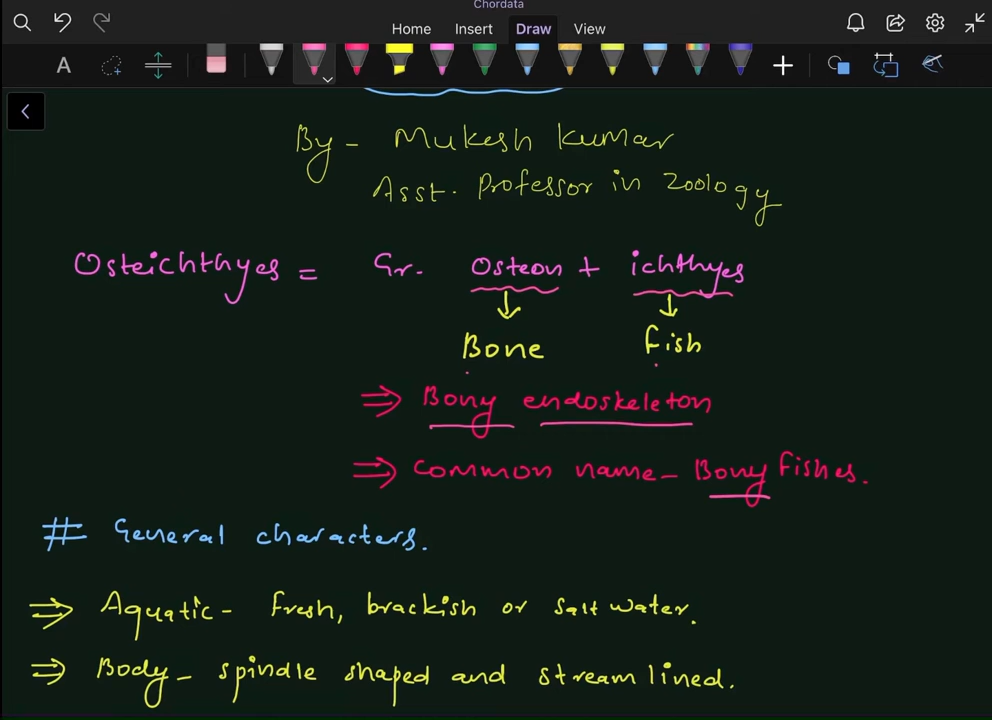 Chordata
Home Insert Draw View
By - Mukesh Kumar
Asst. Professor in Zoology
Osteichthyes = Gr. Osteon + ichthyes
Bone fish
⇒ Bony endoskeleton
⇒ Common name - Bony fishes.
# General characters.
⇒ Aquatic - fresh, brackish or salt water.
⇒ Body - spindle shaped and streamlined.